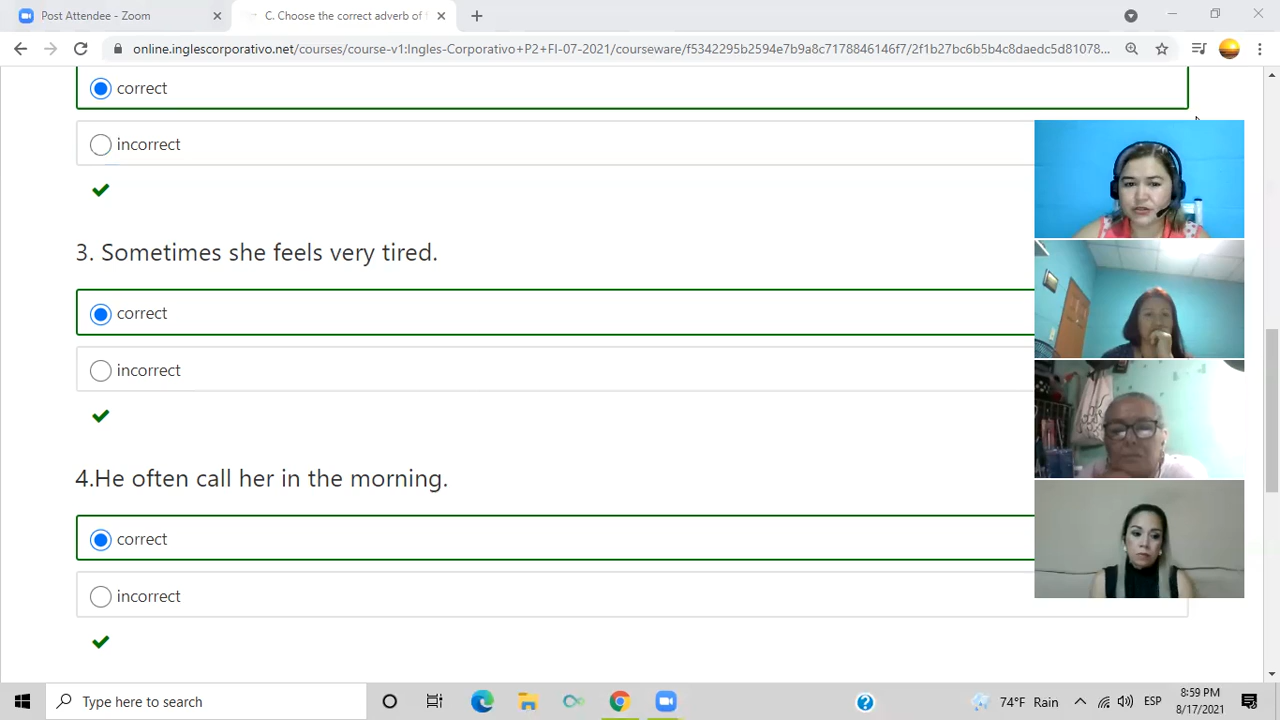 Post Attendee - Zoom
C. Choose the correct adverb of f
online.inglescorporativo.net/courses/course-v1:Ingles-Corporativo+P2+FI-07-2021/courseware/f5342295b2594e7b9a8c7178846146f7/2f1b27bc6b5b4c8daedc5d81078...
correct
incorrect
3. Sometimes she feels very tired.
correct
incorrect
4.He often call her in the morning.
correct
incorrect
Type here to search
74°F Rain
ESP
8:59 PM
8/17/2021